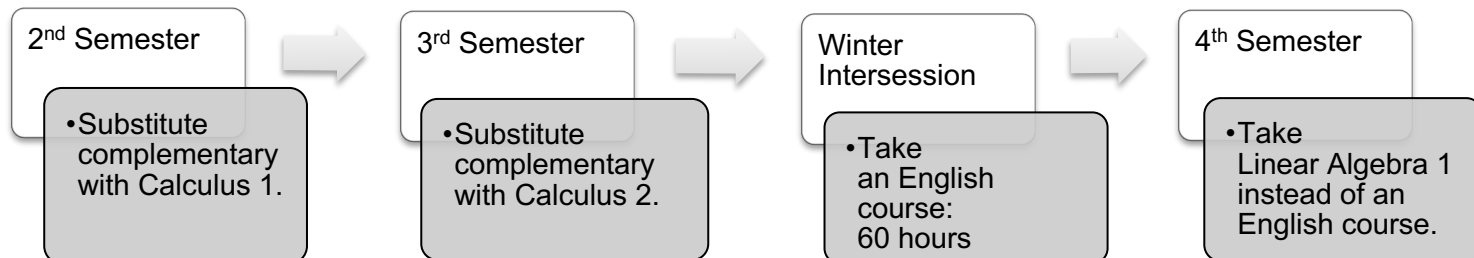 2nd Semester
•Substitute
complementary
with Calculus 1.
3rd Semester
•Substitute
complementary
with Calculus 2.
Winter
Intersession
•Take
an English
course:
60 hours
4th Semester
•Take
Linear Algebra 1
instead of an
English course.